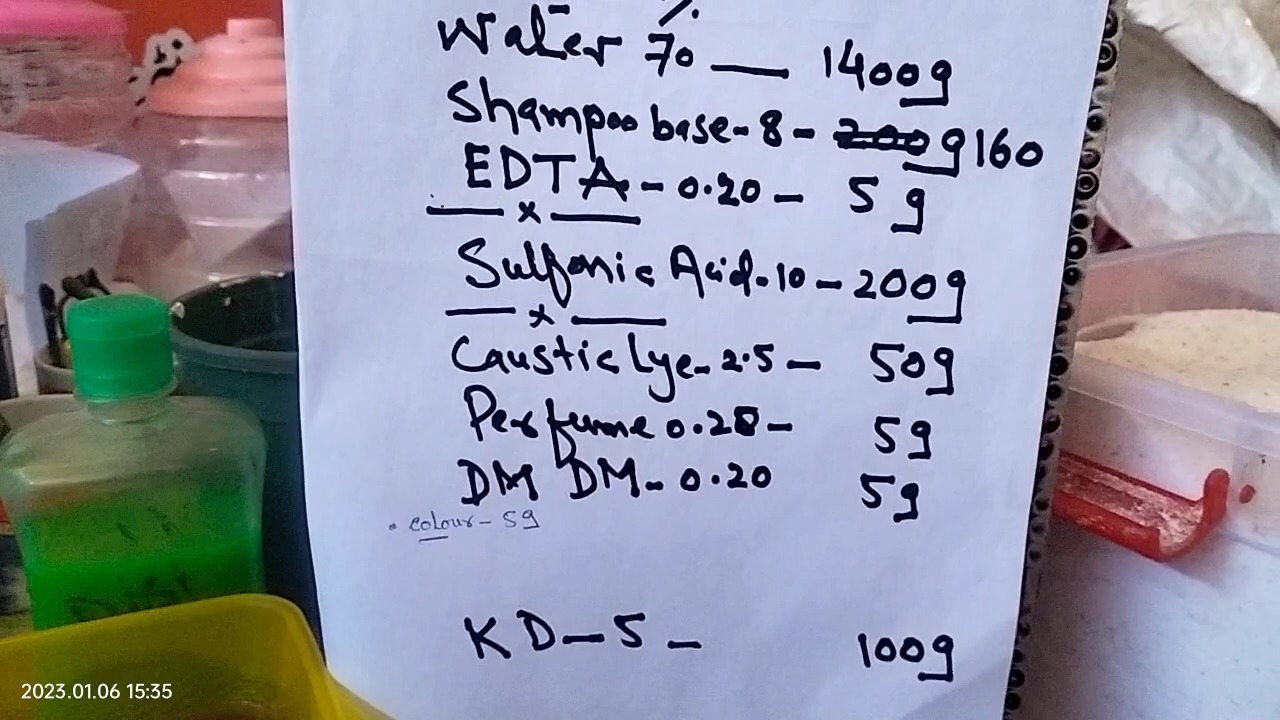 %
Water 70 — 1400g
Shampoo base - 8 - 200g 160
EDTA - 0.20 - 5g
— x —
Sulfonic Acid - 10 - 200g
— x —
Caustic lye - 2.5 - 50g
Perfume 0.28 - 5g
DM DM - 0.20 5g
• colour - 5g
KD - 5 - 100g
2023.01.06 15:35